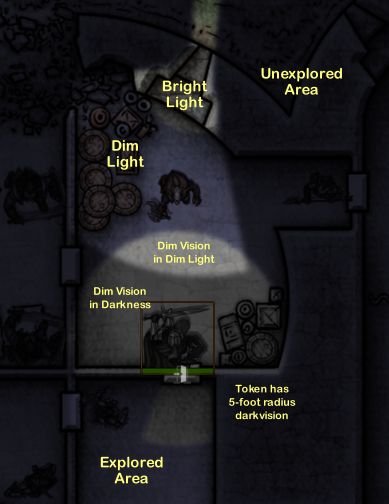 Unexplored
Area
Bright
Light
Dim
Light
Dim Vision
in Dim Light
Dim Vision
in Darkness
Token has
5-foot radius
darkvision
Explored
Area